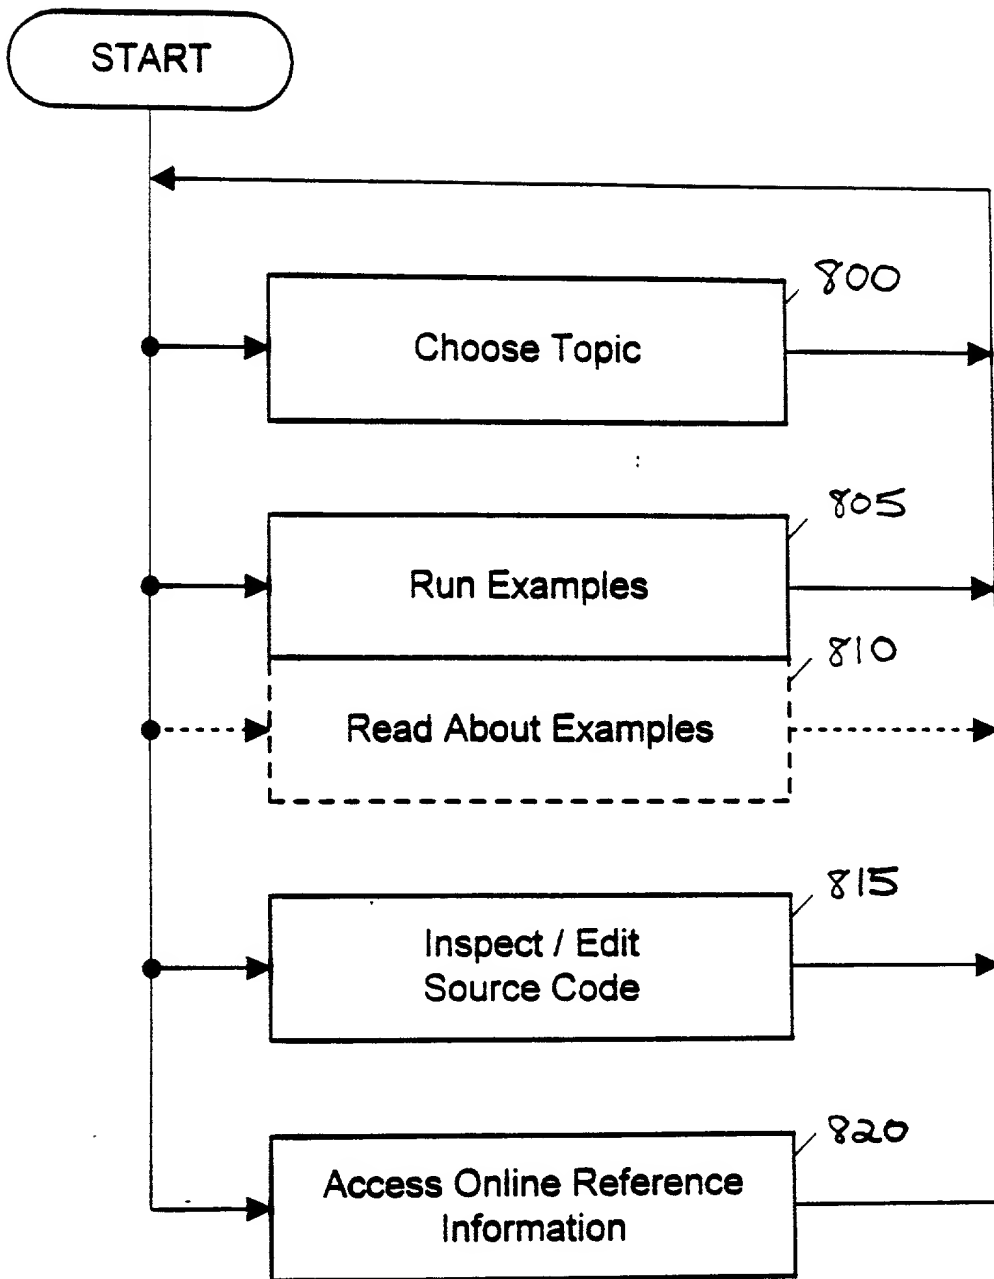 START
800
Choose Topic
805
Run Examples
810
Read About Examples
815
Inspect / Edit
Source Code
820
Access Online Reference
Information